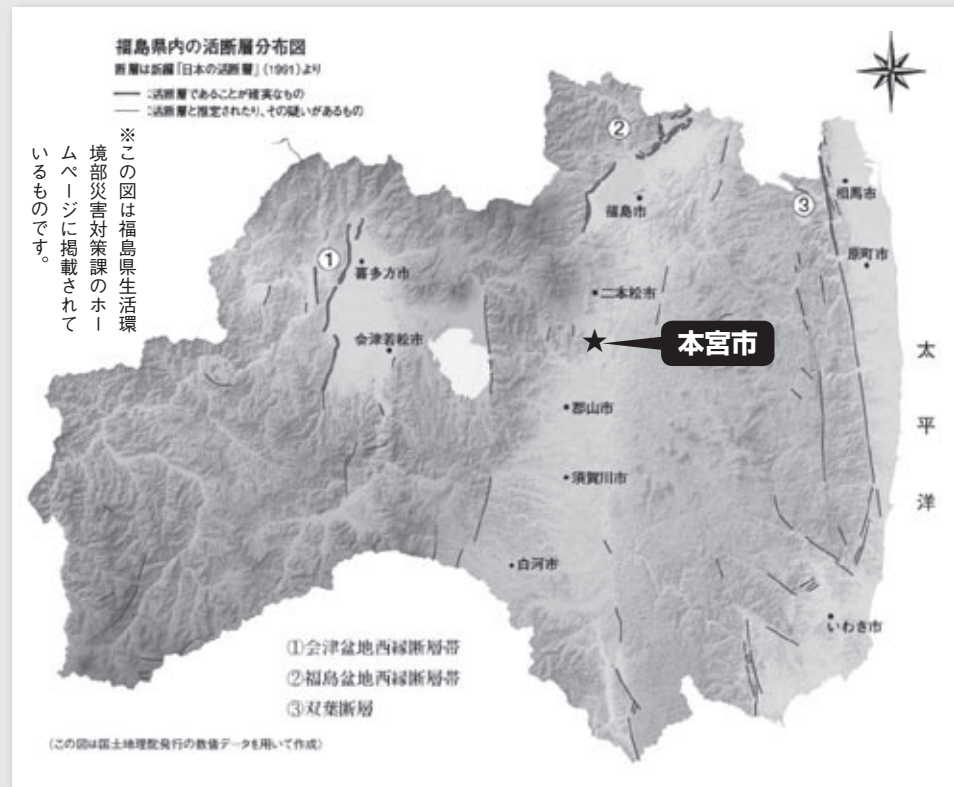 福島県内の活断層分布図
断層は新編「日本の活断層」(1991)より
:活断層であることが確実なもの
:活断層と推定されたり、その疑いがあるもの
※この図は福島県生活環
境部災害対策課のホー
ムページに掲載されて
いるものです。
②
③
相馬市
福島市
原町市
①
喜多方市
二本松市
会津若松市
本宮市
太平洋
郡山市
須賀川市
白河市
いわき市
①会津盆地西縁断層帯
②福島盆地西縁断層帯
③双葉断層
(この図は国土地理院発行の数値データを用いて作成)